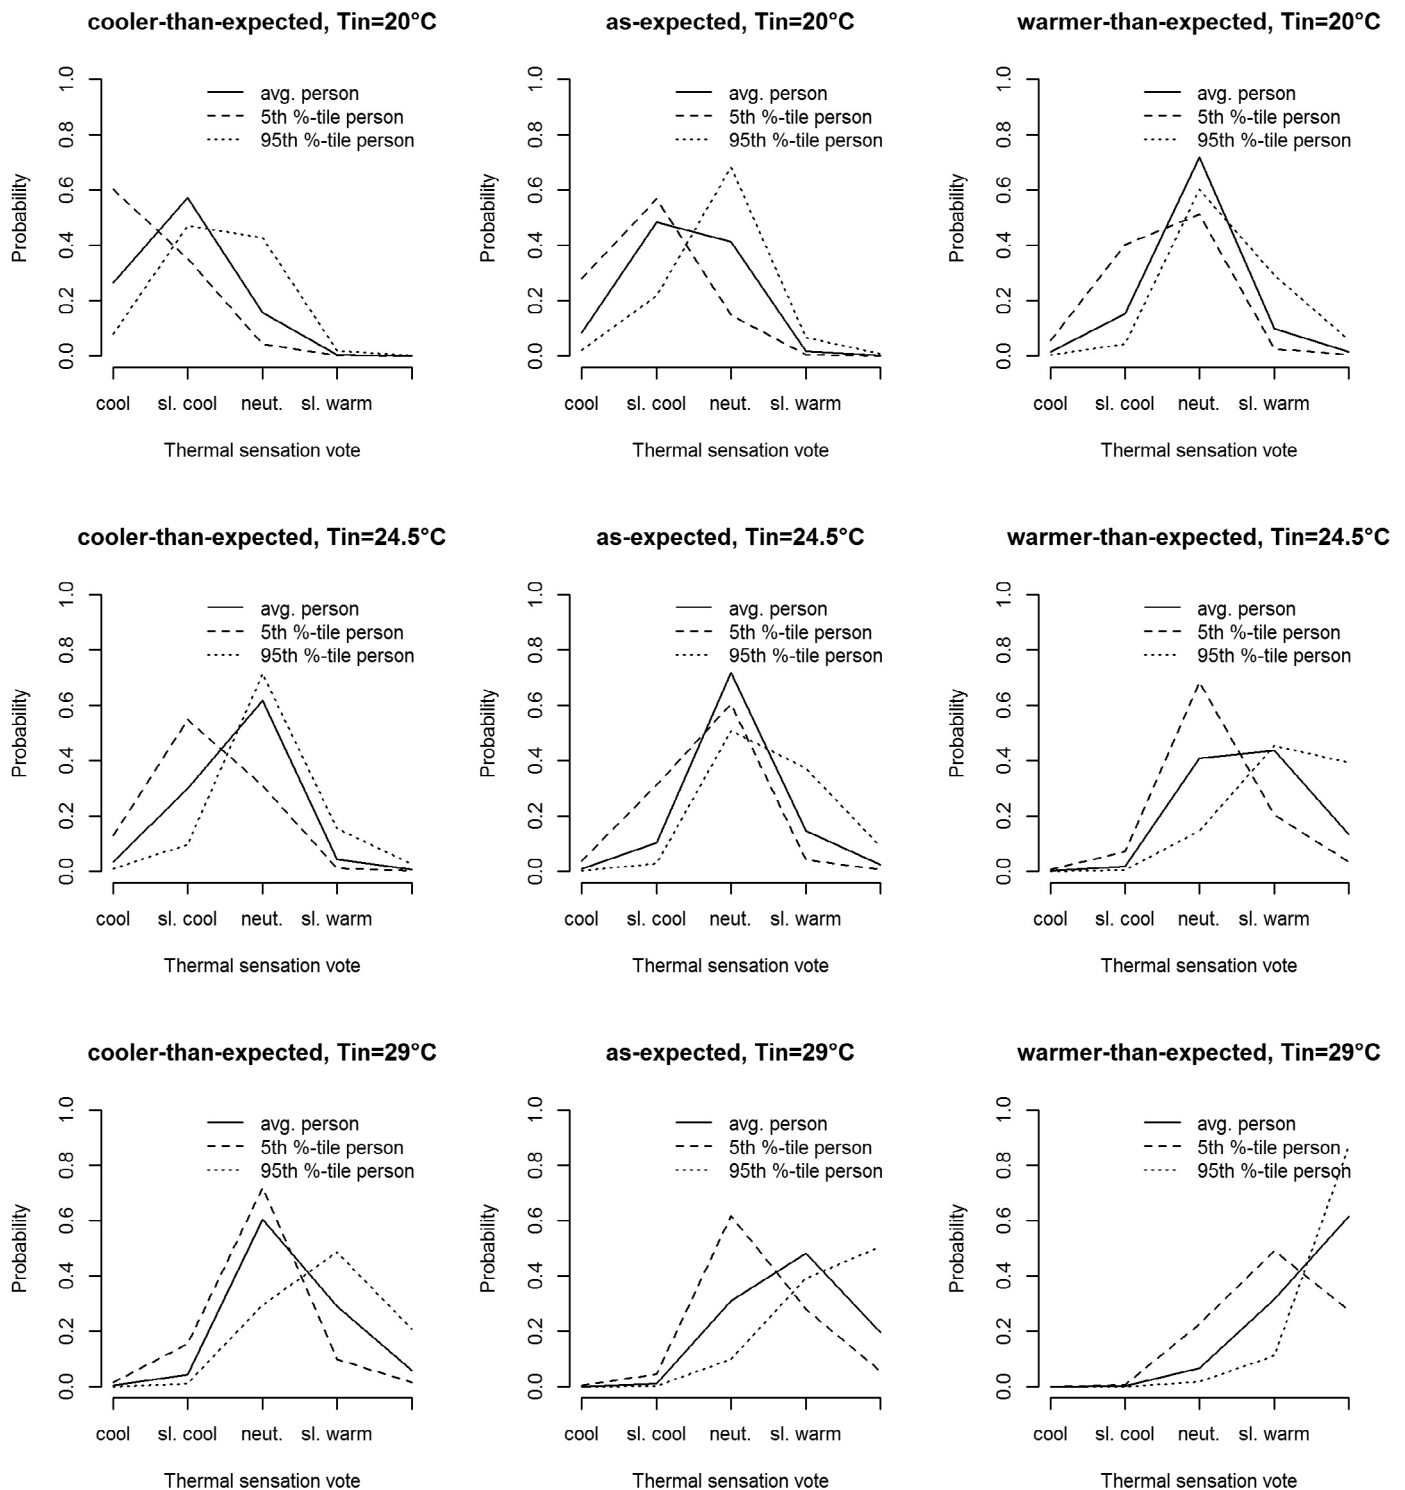 cooler-than-expected, Tin=20°C
Probability
1.0
0.8
0.6
0.4
0.2
0.0
avg. person
5th %-tile person
95th %-tile person
cool sl. cool neut. sl. warm
Thermal sensation vote
as-expected, Tin=20°C
Probability
1.0
0.8
0.6
0.4
0.2
0.0
avg. person
5th %-tile person
95th %-tile person
cool sl. cool neut. sl. warm
Thermal sensation vote
warmer-than-expected, Tin=20°C
Probability
1.0
0.8
0.6
0.4
0.2
0.0
avg. person
5th %-tile person
95th %-tile person
cool sl. cool neut. sl. warm
Thermal sensation vote
cooler-than-expected, Tin=24.5°C
Probability
1.0
0.8
0.6
0.4
0.2
0.0
avg. person
5th %-tile person
95th %-tile person
cool sl. cool neut. sl. warm
Thermal sensation vote
as-expected, Tin=24.5°C
Probability
1.0
0.8
0.6
0.4
0.2
0.0
avg. person
5th %-tile person
95th %-tile person
cool sl. cool neut. sl. warm
Thermal sensation vote
warmer-than-expected, Tin=24.5°C
Probability
1.0
0.8
0.6
0.4
0.2
0.0
avg. person
5th %-tile person
95th %-tile person
cool sl. cool neut. sl. warm
Thermal sensation vote
cooler-than-expected, Tin=29°C
Probability
1.0
0.8
0.6
0.4
0.2
0.0
avg. person
5th %-tile person
95th %-tile person
cool sl. cool neut. sl. warm
Thermal sensation vote
as-expected, Tin=29°C
Probability
1.0
0.8
0.6
0.4
0.2
0.0
avg. person
5th %-tile person
95th %-tile person
cool sl. cool neut. sl. warm
Thermal sensation vote
warmer-than-expected, Tin=29°C
Probability
1.0
0.8
0.6
0.4
0.2
0.0
avg. person
5th %-tile person
95th %-tile person
cool sl. cool neut. sl. warm
Thermal sensation vote